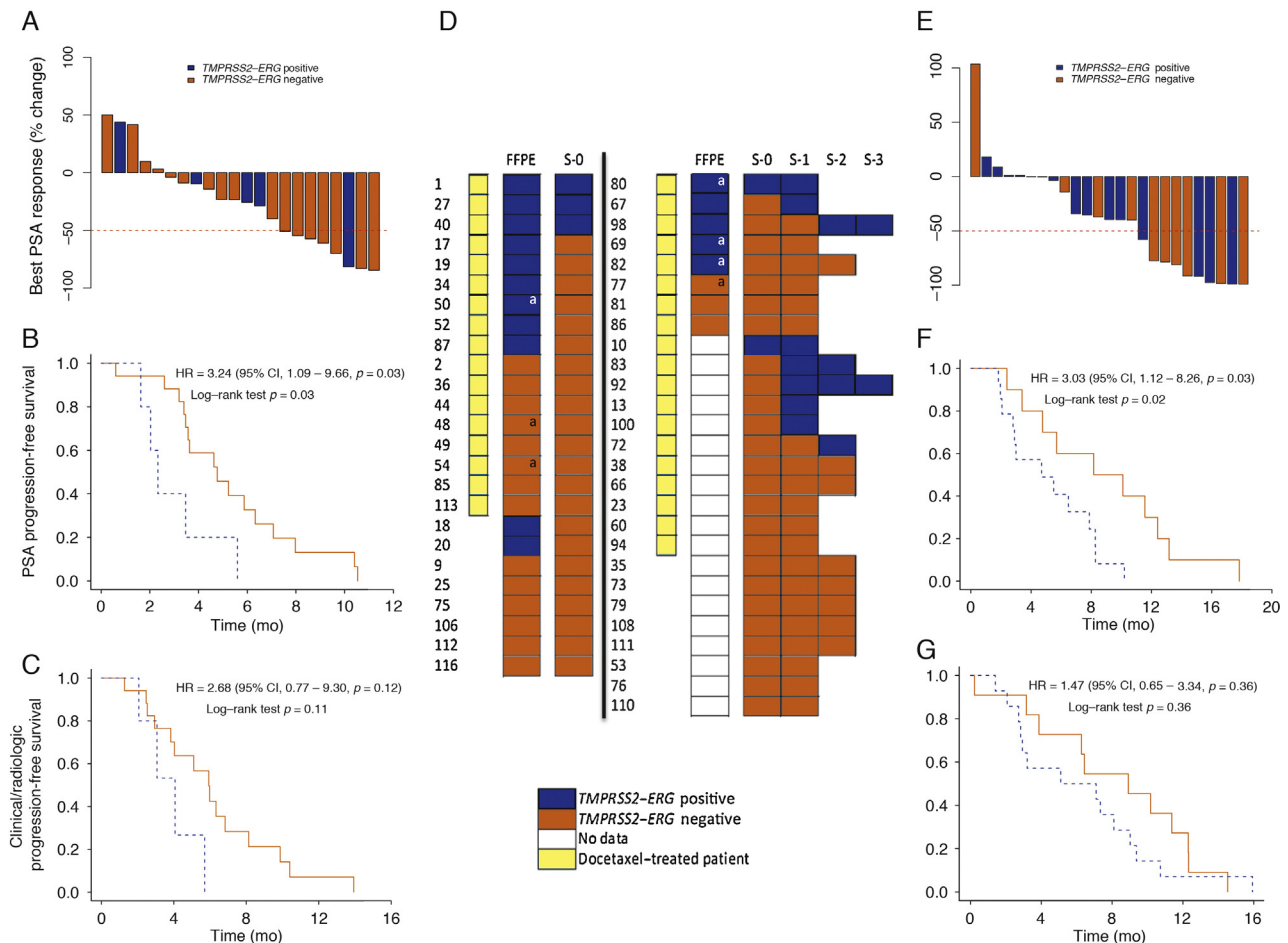 A
Best PSA response (% change)
100
50
0
−50
−100
TMPRSS2–ERG positive
TMPRSS2–ERG negative
B
PSA progression-free survival
1.0
0.8
0.6
0.4
0.2
0.0
HR = 3.24 (95% CI, 1.09 – 9.66, p = 0.03)
Log–rank test p = 0.03
0 2 4 6 8 10 12
Time (mo)
C
Clinical/radiologic
progression-free survival
1.0
0.8
0.6
0.4
0.2
0.0
HR = 2.68 (95% CI, 0.77 – 9.30, p = 0.12)
Log–rank test p = 0.11
0 4 8 12 16
Time (mo)
D
FFPE S-0
1
27
40
17
19
34
50 a
52
87
2
36
44
48 a
49
54 a
85
113
18
20
9
25
75
106
112
116
FFPE S-0 S-1 S-2 S-3
80 a
67
98
69 a
82 a
77 a
81
86
10
83
92
13
100
72
38
66
23
60
94
35
73
79
108
111
53
76
110
TMPRSS2–ERG positive
TMPRSS2–ERG negative
No data
Docetaxel–treated patient
E
100
50
0
−50
−100
TMPRSS2–ERG positive
TMPRSS2–ERG negative
F
1.0
0.8
0.6
0.4
0.2
0.0
HR = 3.03 (95% CI, 1.12 – 8.26, p = 0.03)
Log–rank test p = 0.02
0 4 8 12 16 20
Time (mo)
G
1.0
0.8
0.6
0.4
0.2
0.0
HR = 1.47 (95% CI, 0.65 – 3.34, p = 0.36)
Log–rank test p = 0.36
0 4 8 12 16
Time (mo)